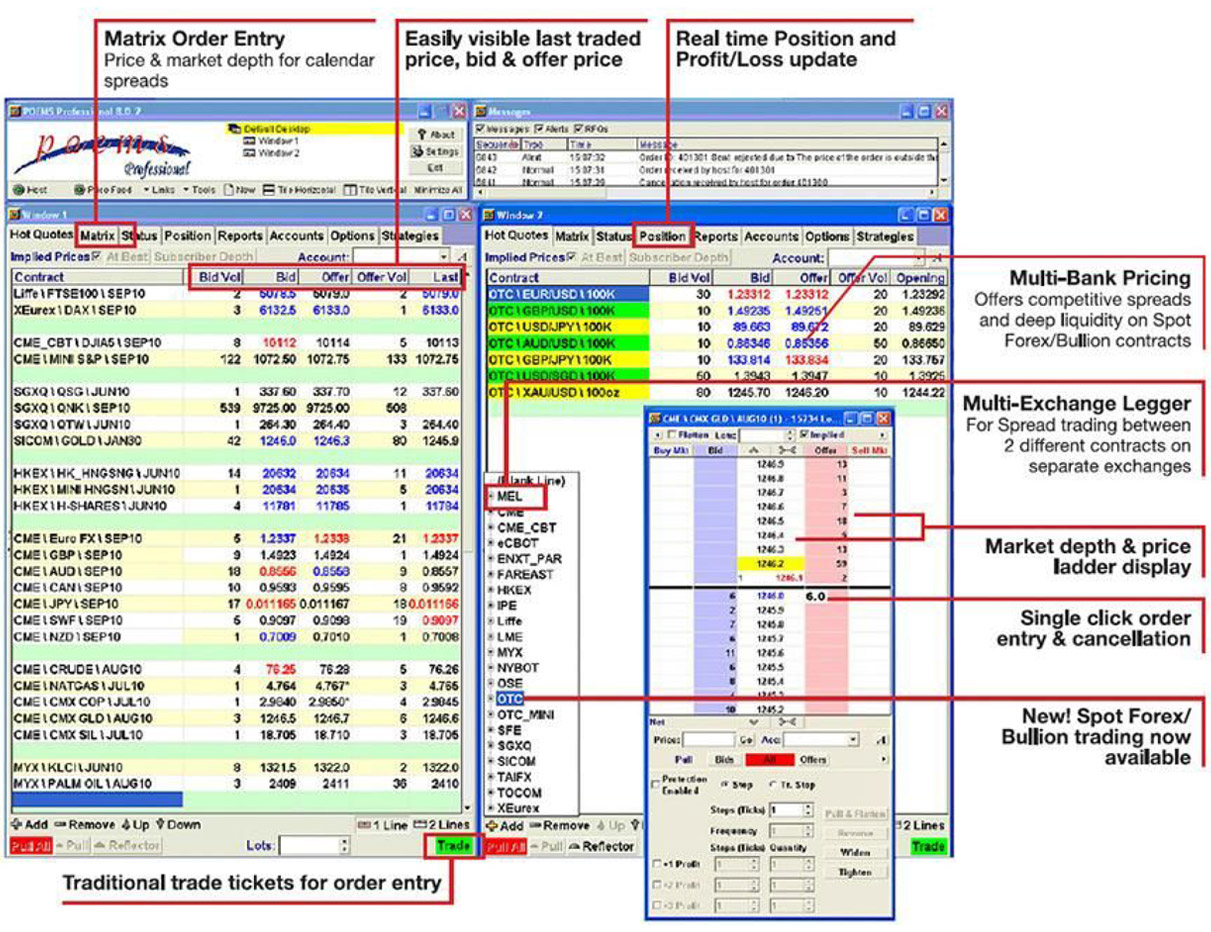 Matrix Order Entry
Price & market depth for calendar
spreads
Easily visible last traded
price, bid & offer price
Real time Position and
Profit/Loss update
POEMS Professional 8.0.2
poems
Professional
Default Desktop
Window 1
Window 2
About
Settings
Exit
Host Price Feed Links Tools New Tile Horizontal Tile Vertical Minimize All
Messages
Messages Alerts RFQs
Sequence Type Time Message
0843 Alert 15:07:32 Order ID: 401301 Sent rejected due to The price of the order is outside the
0842 Normal 15:07:31 Order received by host for 401301
0841 Normal 15:07:29 Cancellation received by host for order 401300
Window 1
Hot Quotes Matrix Status Position Reports Accounts Options Strategies
Implied Prices At Best Subscriber Depth Account: A
Contract Bid Vol Bid Offer Offer Vol Last
Liffe\FTSE100\SEP10 2 5078.5 5079.0 2 5079.0
XEurex\DAX\SEP10 3 6132.5 6133.0 1 6133.0
CME_CBT\DJIA5\SEP10 8 10112 10114 5 10113
CME\MINI S&P\SEP10 122 1072.50 1072.75 133 1072.75
SGXQ\QSG\JUN10 1 337.60 337.70 12 337.60
SGXQ\QNK\SEP10 539 9725.00 9725.00 506
SGXQ\QTW\JUN10 1 264.30 264.40 3 264.40
SICOM\GOLD\JAN30 42 1246.0 1246.3 80 1245.9
HKEX\HK_HNGSNG\JUN10 14 20632 20634 11 20634
HKEX\MINI HNGSN\JUN10 1 20634 20635 5 20634
HKEX\H-SHARES\JUN10 4 11781 11785 1 11784
CME\Euro FX\SEP10 5 1.2337 1.2338 21 1.2337
CME\GBP\SEP10 9 1.4923 1.4924 1 1.4924
CME\AUD\SEP10 18 0.8556 0.8558 9 0.8557
CME\CAN\SEP10 10 0.9593 0.9595 8 0.9592
CME\JPY\SEP10 17 0.011165 0.011167 18 0.011166
CME\SWF\SEP10 5 0.9097 0.9098 19 0.9097
CME\NZD\SEP10 1 0.7009 0.7010 1 0.7008
CME\CRUDE\AUG10 4 76.25 76.28 5 76.26
CME\NATGAS\JUL10 1 4.764 4.767* 3 4.765
CME\CMX COP\JUL10 1 2.9840 2.9850* 4 2.9845
CME\CMX GLD\AUG10 3 1246.5 1246.7 6 1246.6
CME\CMX SIL\JUL10 1 18.705 18.710 3 18.705
MYX\KLCI\JUN10 8 1321.5 1322.0 2 1322.0
MYX\PALM OIL\AUG10 3 2409 2411 36 2410
Add Remove Up Down 1 Line 2 Lines
Pull All Pull Reflector Lots: Trade
Traditional trade tickets for order entry
Window 2
Hot Quotes Matrix Status Position Reports Accounts Options Strategies
Implied Prices At Best Subscriber Depth Account: A
Contract Bid Vol Bid Offer Offer Vol Opening
OTC\EUR/USD\100K 30 1.23312 1.23312 20 1.23292
OTC\GBP/USD\100K 10 1.49235 1.49251 20 1.49235
OTC\USD/JPY\100K 10 89.663 89.672 20 89.629
OTC\AUD/USD\100K 10 0.86346 0.86356 50 0.86650
OTC\GBP/JPY\100K 10 133.814 133.834 20 133.757
OTC\USD/SGD\100K 50 1.3943 1.3947 10 1.3925
OTC\XAU/USD\100oz 80 1245.70 1246.20 10 1244.22
(Blank Line)
MEL
CME
CME_CBT
eCBOT
ENXT_PAR
FAREAST
HKEX
IPE
Liffe
LME
MYX
NYBOT
OSE
OTC
OTC_MINI
SFE
SGXQ
SICOM
TAIFX
TOCOM
XEurex
Add Remove Up 2 Lines
Pull All Pull Reflector Trade
CME\CMX GLD\AUG10 (1) - 15234 Le...
Flatten Lots: Implied
Buy Mkt Bid Offer Sell Mkt
1246.9 13
1246.8 11
1246.7 3
1246.6 7
1246.5 18
1246.4 5
1246.3 13
1246.2 59
1 1246.1 2
6 1246.0 6.0
2 1245.9
7 1245.8
6 1245.7
11 1245.6
6 1245.5
8 1245.4
1245.3
10 1245.2
Net
Price: Go Acc: A
Pull Bids All Offers
Protection
Enabled Stop Tr. Stop
Steps (Ticks) 1 Pull & Flatten
Frequency 1 Reverse
Steps (Ticks) Quantity Widen
+1 Profit 1 1 Tighten
+2 Profit 1 1
+3 Profit 1 1
Multi-Bank Pricing
Offers competitive spreads
and deep liquidity on Spot
Forex/Bullion contracts
Multi-Exchange Legger
For Spread trading between
2 different contracts on
separate exchanges
Market depth & price
ladder display
Single click order
entry & cancellation
New! Spot Forex/
Bullion trading now
available